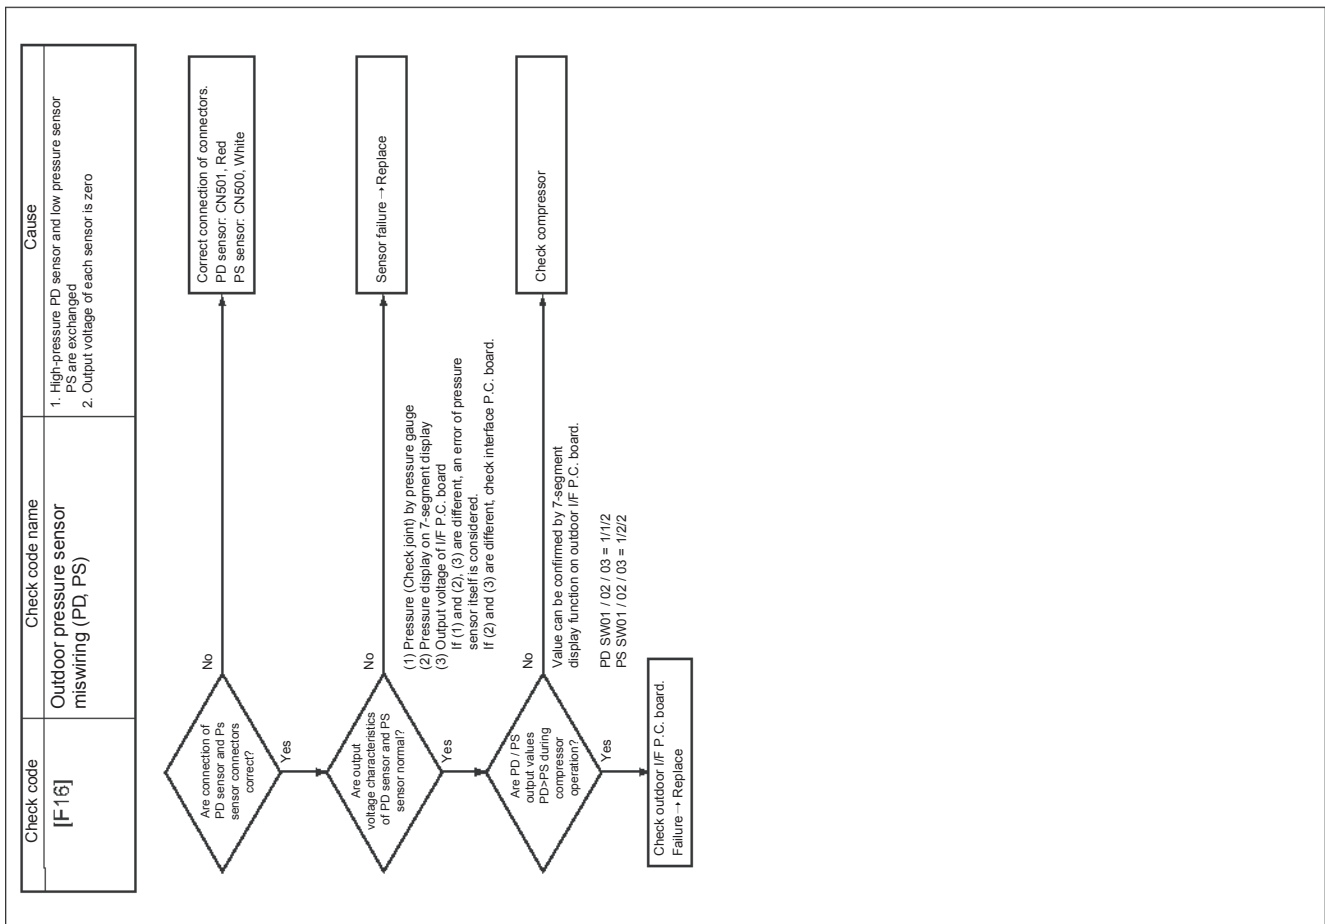 Check code
Check code name
Cause
[F16]
Outdoor pressure sensor
miswiring (PD, PS)
1. High-pressure PD sensor and low pressure sensor
PS are exchanged
2. Output voltage of each sensor is zero
Are connection of
PD sensor and Ps
sensor connectors
correct?
No
Correct connection of connectors.
PD sensor: CN501, Red
PS sensor: CN500, White
Yes
Are output
voltage characteristics
of PD sensor and PS
sensor normal?
No
Sensor failure → Replace
(1) Pressure (Check joint) by pressure gauge
(2) Pressure display on 7-segment display
(3) Output voltage of I/F P.C. board
If (1) and (2), (3) are different, an error of pressure
sensor itself is considered.
If (2) and (3) are different, check interface P.C. board.
Yes
Are PD / PS
output values
PD>PS during
compressor
operation?
No
Check compressor
Value can be confirmed by 7-segment
display function on outdoor I/F P.C. board.
PD SW01 / 02 / 03 = 1/1/2
PS SW01 / 02 / 03 = 1/2/2
Yes
Check outdoor I/F P.C. board.
Failure → Replace